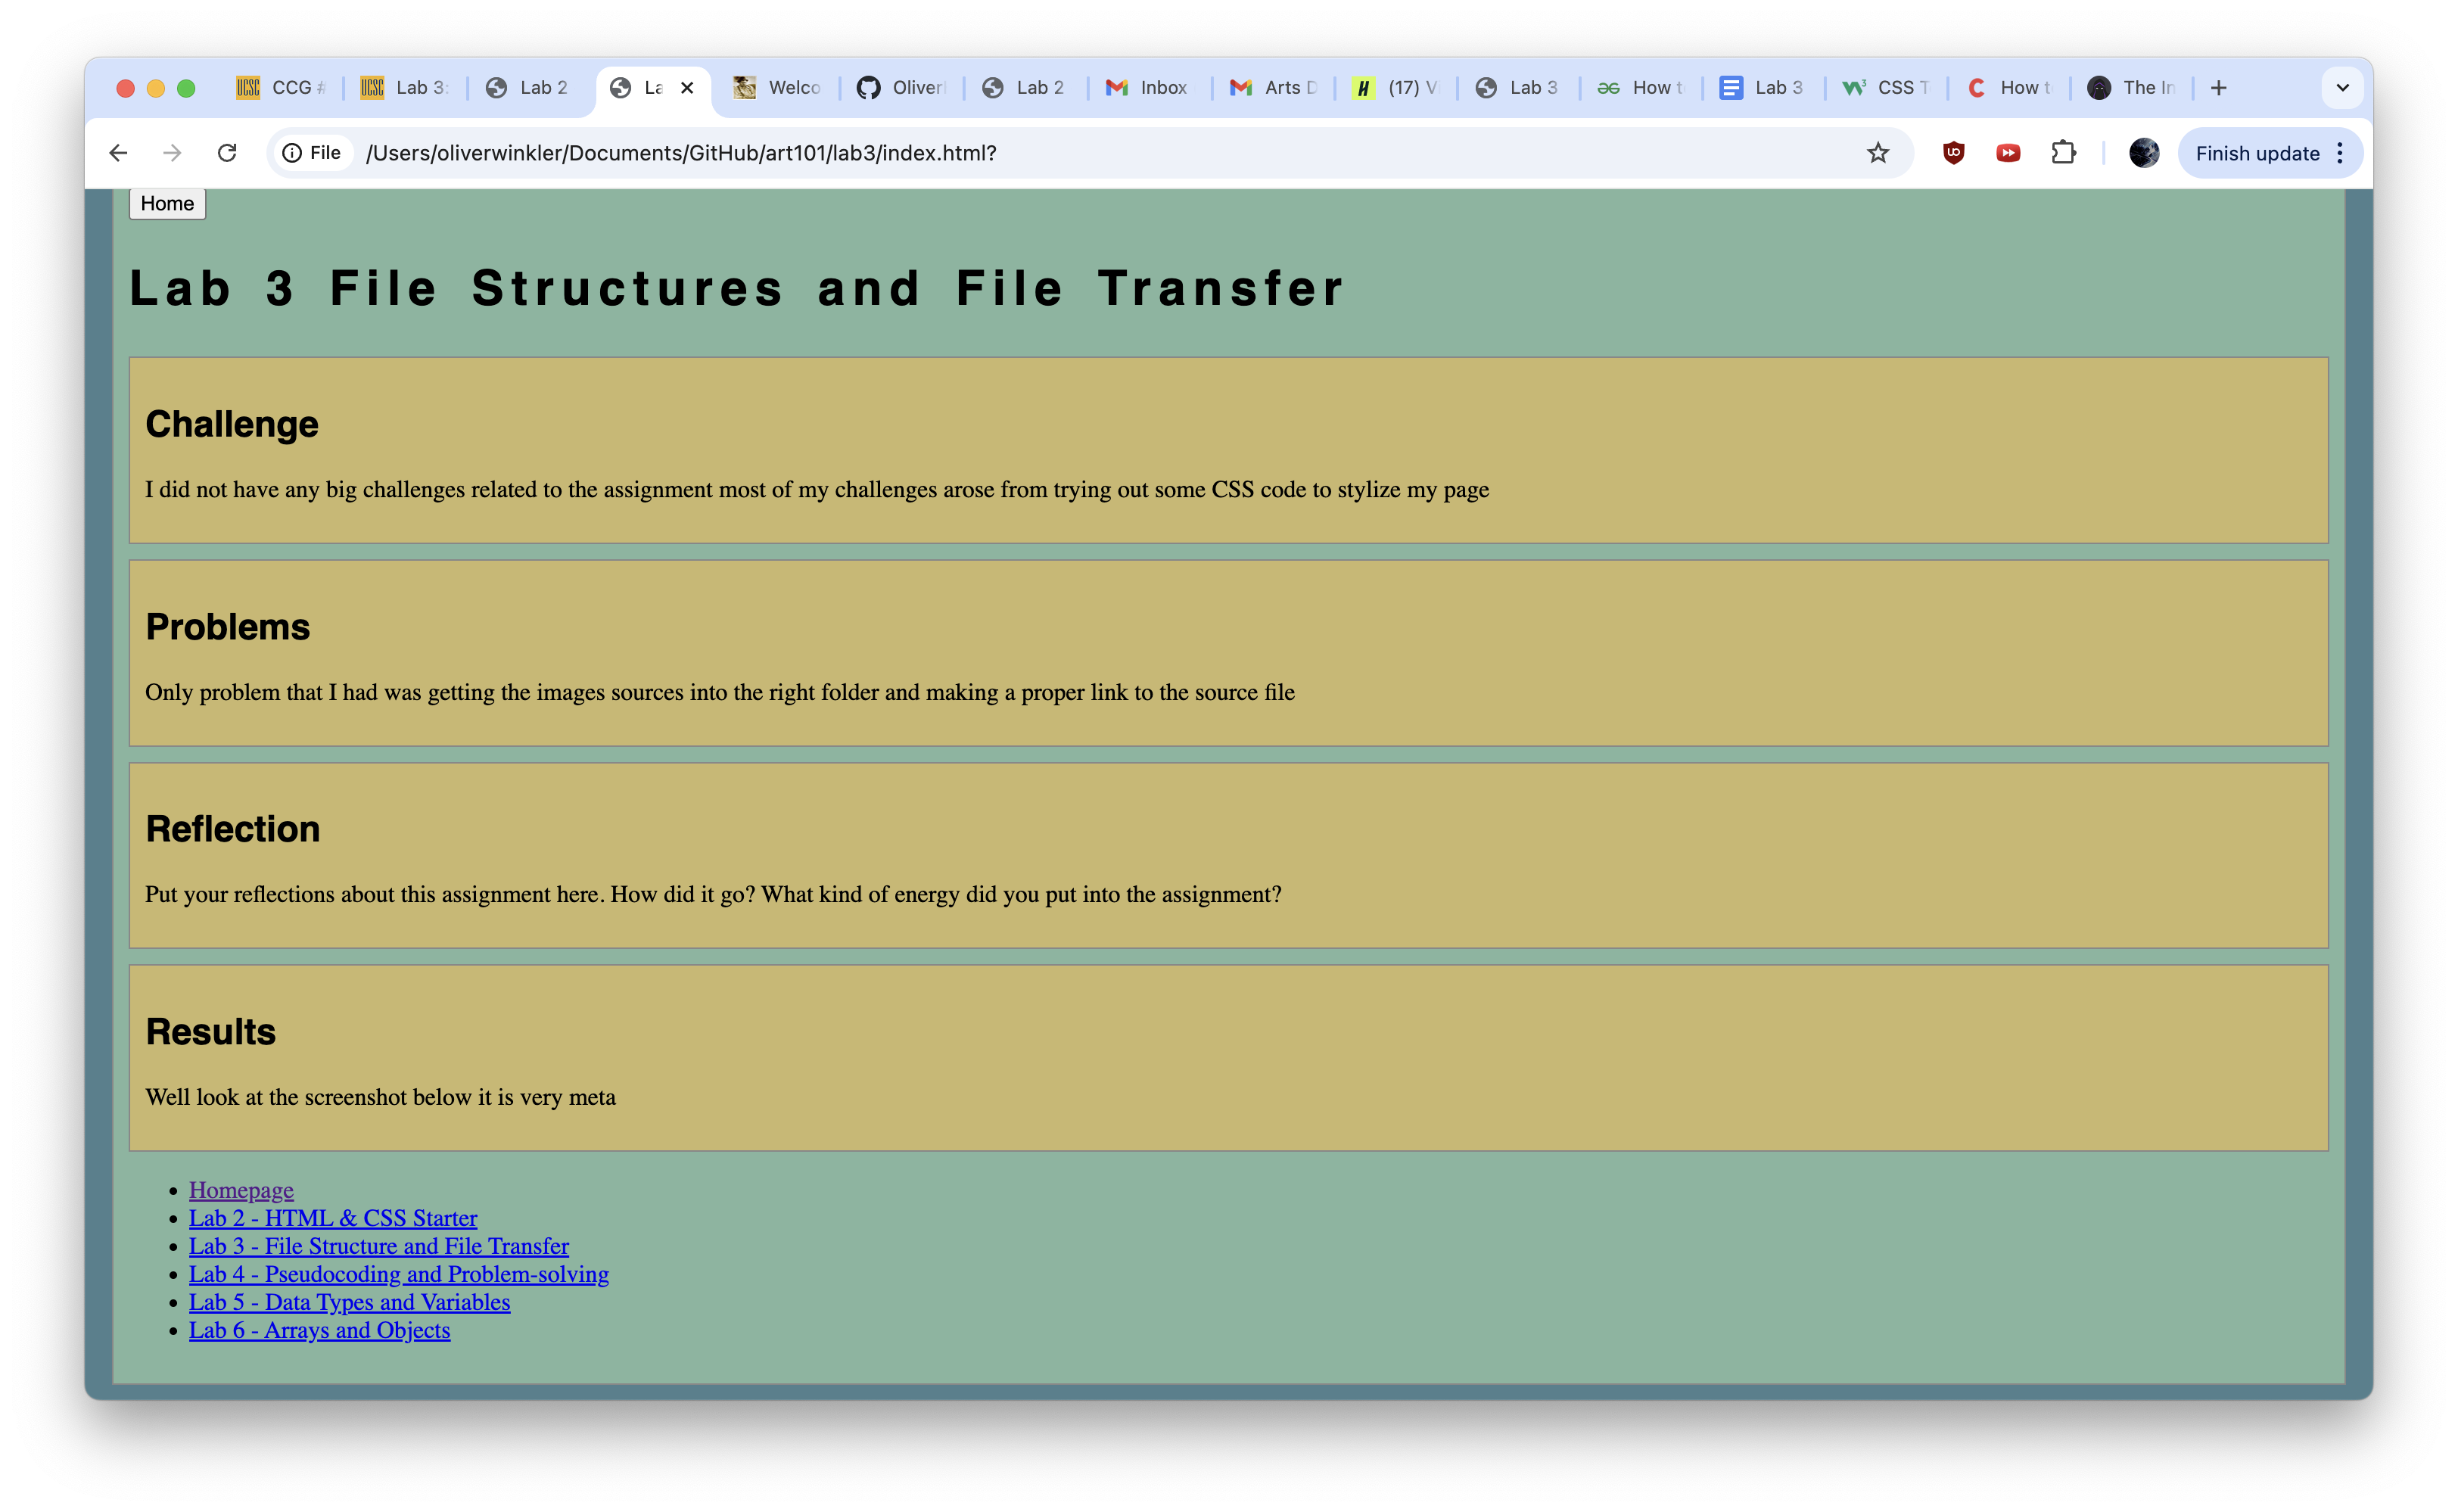 CCG #
Lab 3:
Lab 2
La
Welco
Oliver
Lab 2
Inbox
Arts D
(17) V
Lab 3
How t
Lab 3
CSS T
How t
The In
File /Users/oliverwinkler/Documents/GitHub/art101/lab3/index.html?
Finish update
Home
Lab 3 File Structures and File Transfer
Challenge
I did not have any big challenges related to the assignment most of my challenges arose from trying out some CSS code to stylize my page
Problems
Only problem that I had was getting the images sources into the right folder and making a proper link to the source file
Reflection
Put your reflections about this assignment here. How did it go? What kind of energy did you put into the assignment?
Results
Well look at the screenshot below it is very meta
Homepage
Lab 2 - HTML & CSS Starter
Lab 3 - File Structure and File Transfer
Lab 4 - Pseudocoding and Problem-solving
Lab 5 - Data Types and Variables
Lab 6 - Arrays and Objects